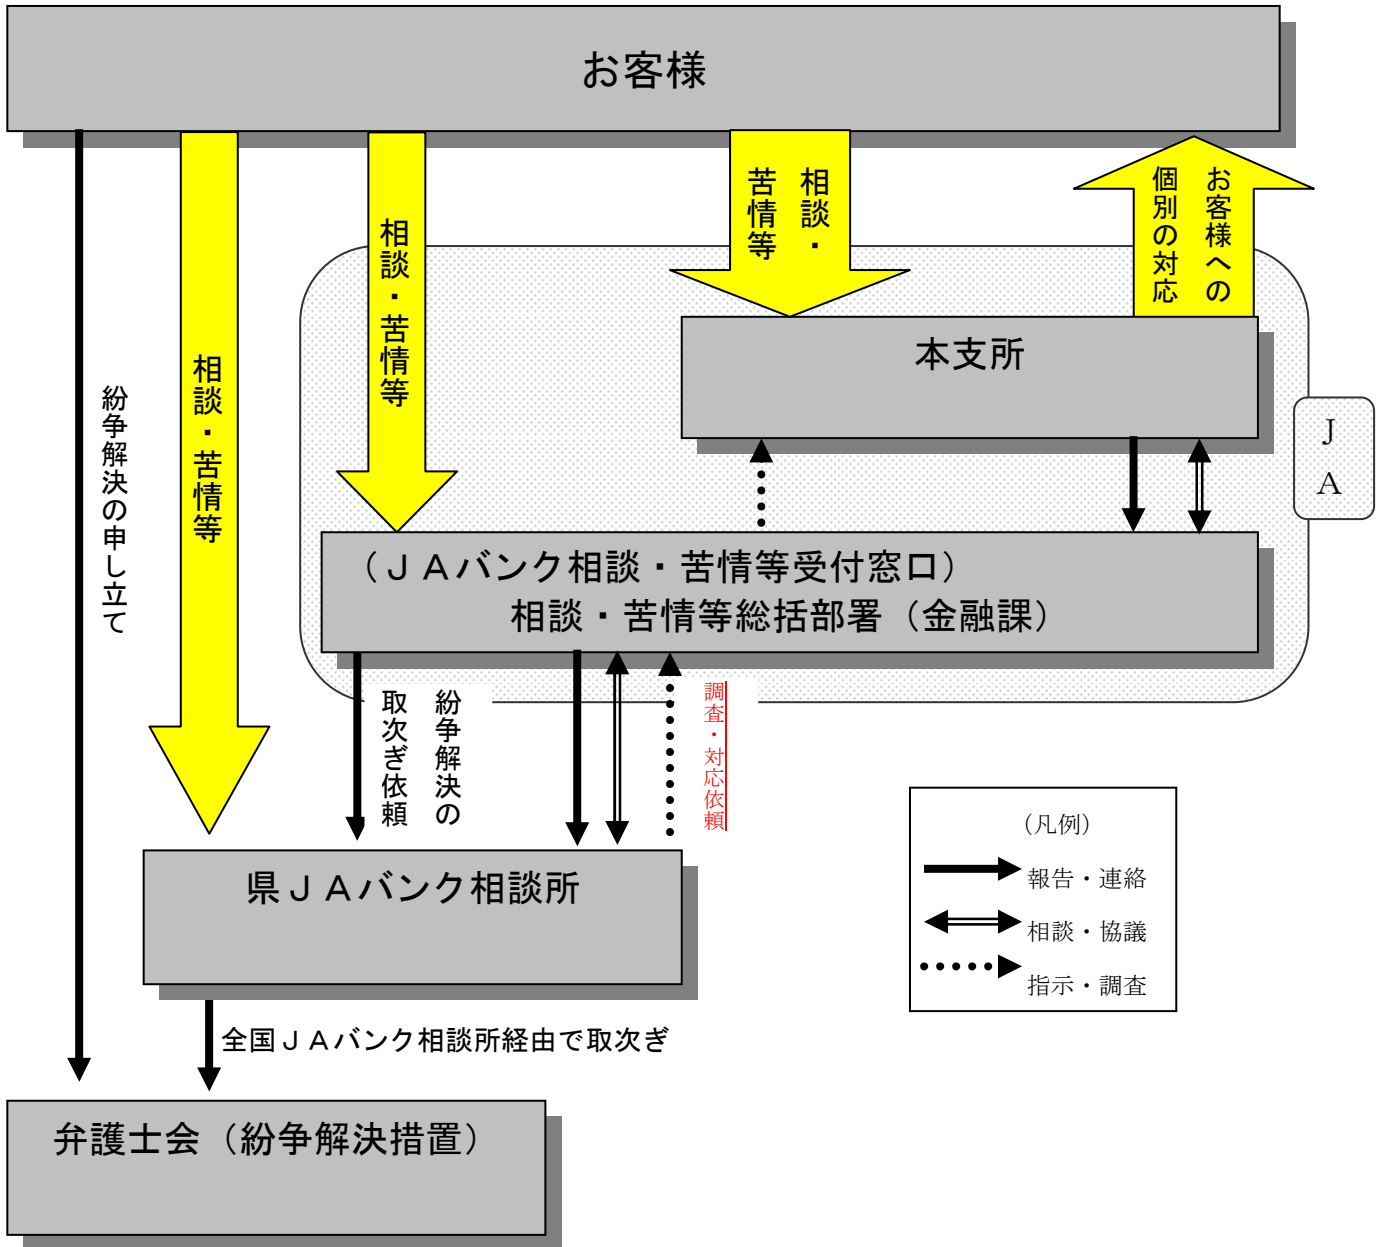 お客様
相談・
苦情等
お客様への
個別の対応
相談・苦情等
相談・苦情等
紛争解決の申し立て
本支所
J
A
（ＪＡバンク相談・苦情等受付窓口）
相談・苦情等総括部署（金融課）
紛争解決の
取次ぎ依頼
調査・対応依頼
県ＪＡバンク相談所
（凡例）
報告・連絡
相談・協議
指示・調査
全国ＪＡバンク相談所経由で取次ぎ
弁護士会（紛争解決措置）